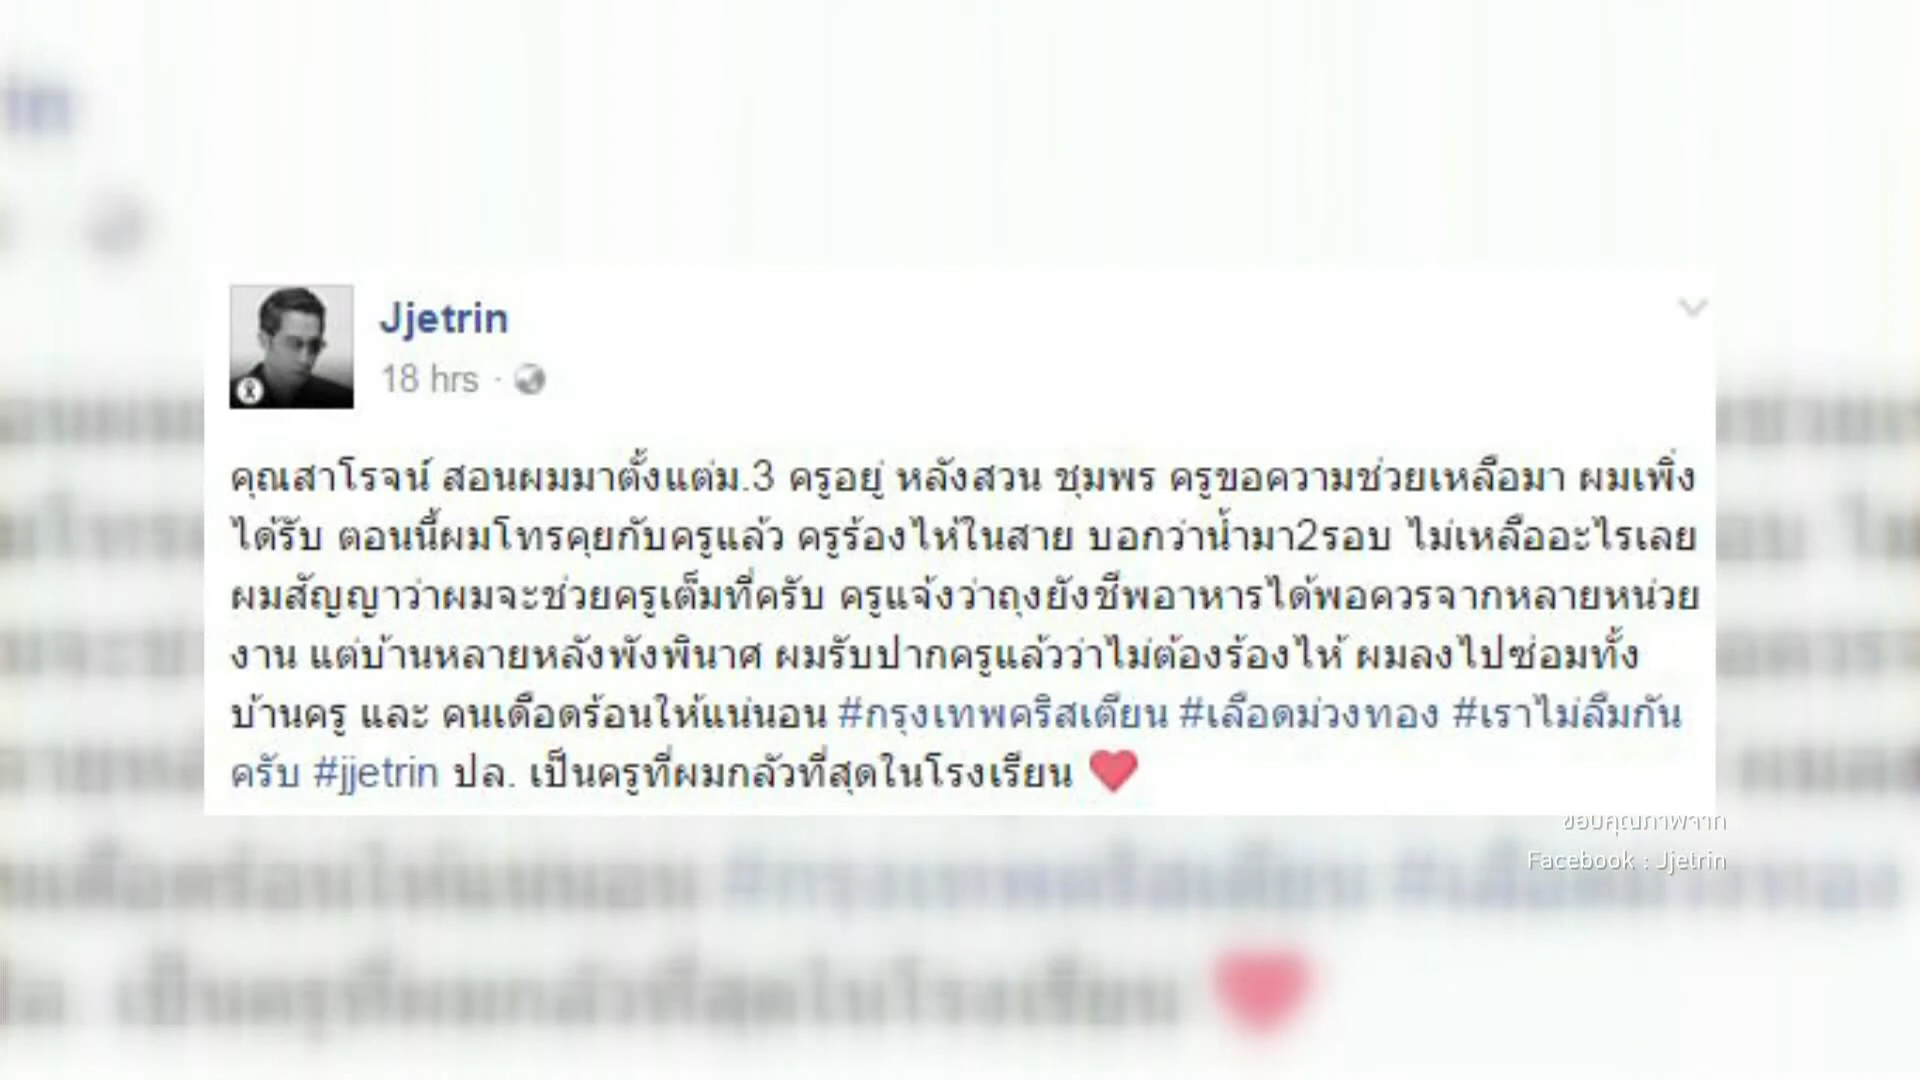 Jjetrin
18 hrs
คุณสาโรจน์ สอนผมมาตั้งแต่ม.3 ครูอยู่ หลังสวน ชุมพร ครูขอความช่วยเหลือมา ผมเพิ่ง
ได้รับ ตอนนี้ผมโทรคุยกับครูแล้ว ครูร้องไห้ในสาย บอกว่าน้ำมา2รอบ ไม่เหลืออะไรเลย
ผมสัญญาว่าผมจะช่วยครูเต็มที่ครับ ครูแจ้งว่าถุงยังชีพอาหารได้พอควรจากหลายหน่วย
งาน แต่บ้านหลายหลังพังพินาศ ผมรับปากครูแล้วว่าไม่ต้องร้องไห้ ผมลงไปซ่อมทั้ง
บ้านครู และ คนเดือดร้อนให้แน่นอน #กรุงเทพคริสเตียน #เลือดม่วงทอง #เราไม่ลืมกัน
ครับ #jjetrin ปล. เป็นครูที่ผมกลัวที่สุดในโรงเรียน ❤️
ขอบคุณภาพจาก
Facebook : Jjetrin